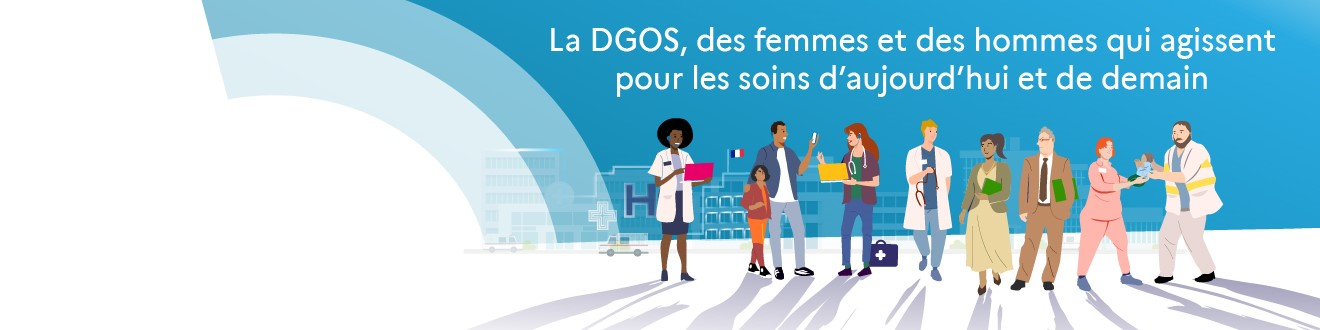 La DGOS, des femmes et des hommes qui agissent
pour les soins d’aujourd’hui et de demain
H